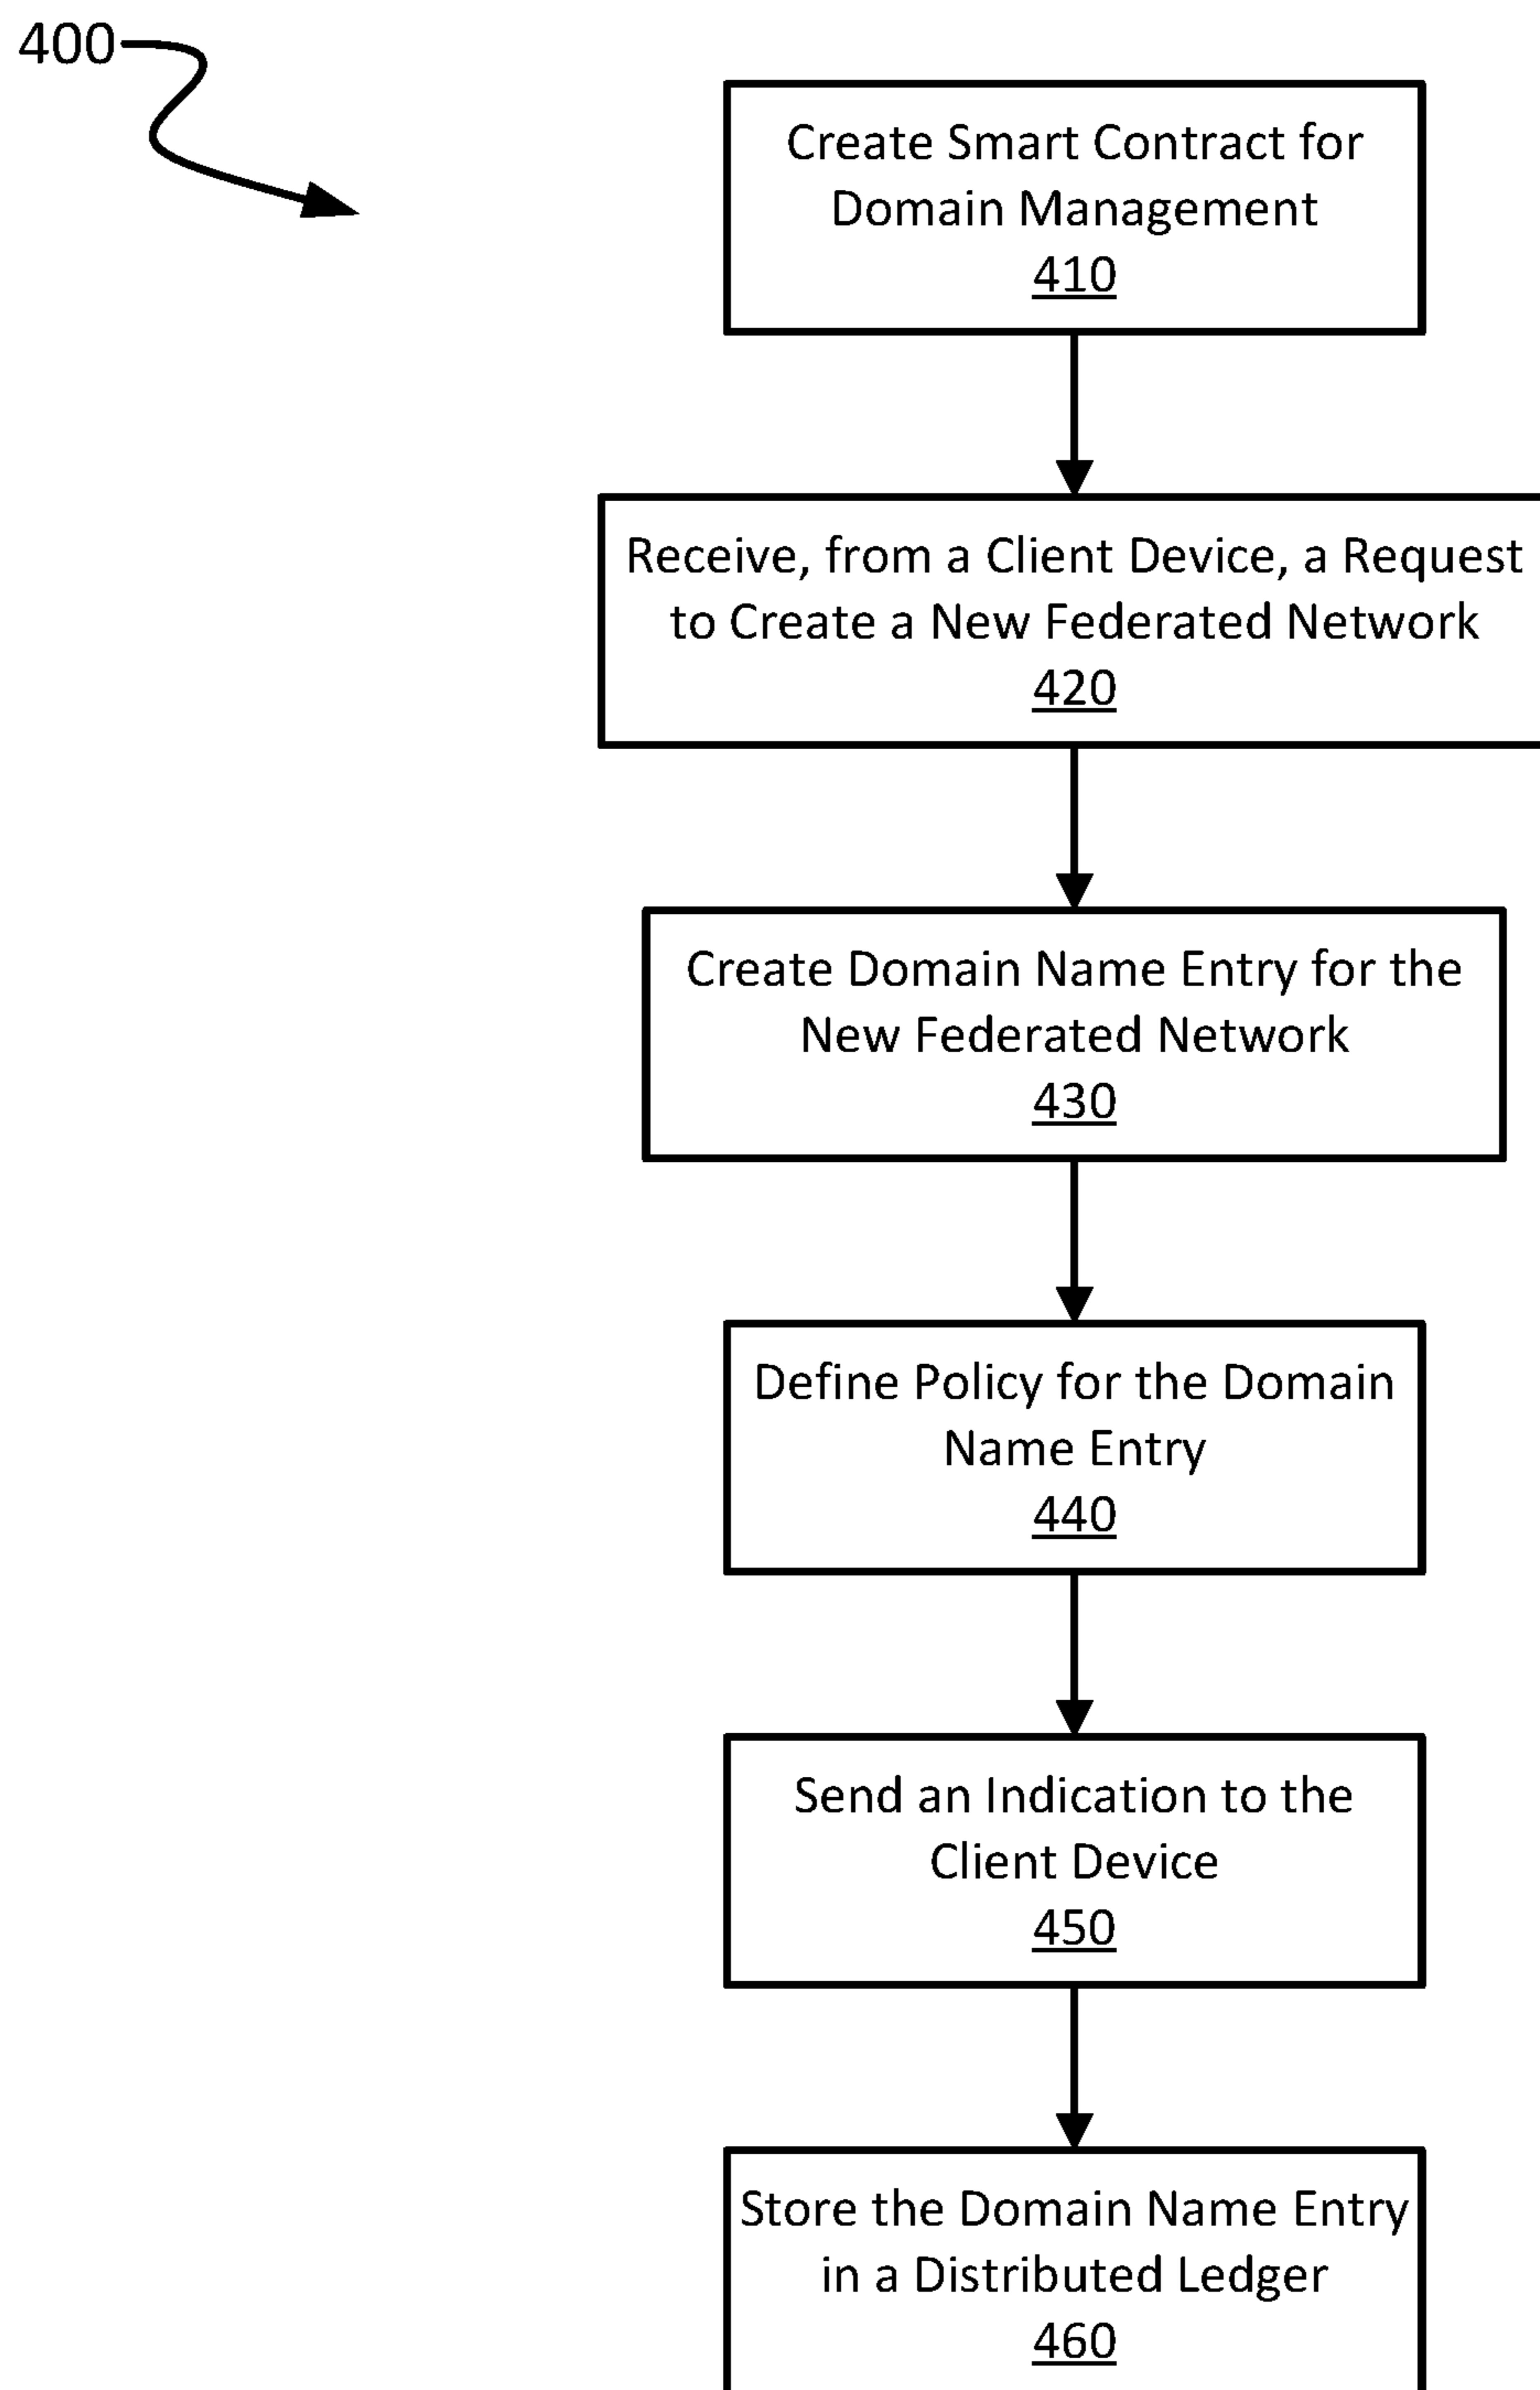 400
Create Smart Contract for
Domain Management
410
Receive, from a Client Device, a Request
to Create a New Federated Network
420
Create Domain Name Entry for the
New Federated Network
430
Define Policy for the Domain
Name Entry
440
Send an Indication to the
Client Device
450
Store the Domain Name Entry
in a Distributed Ledger
460